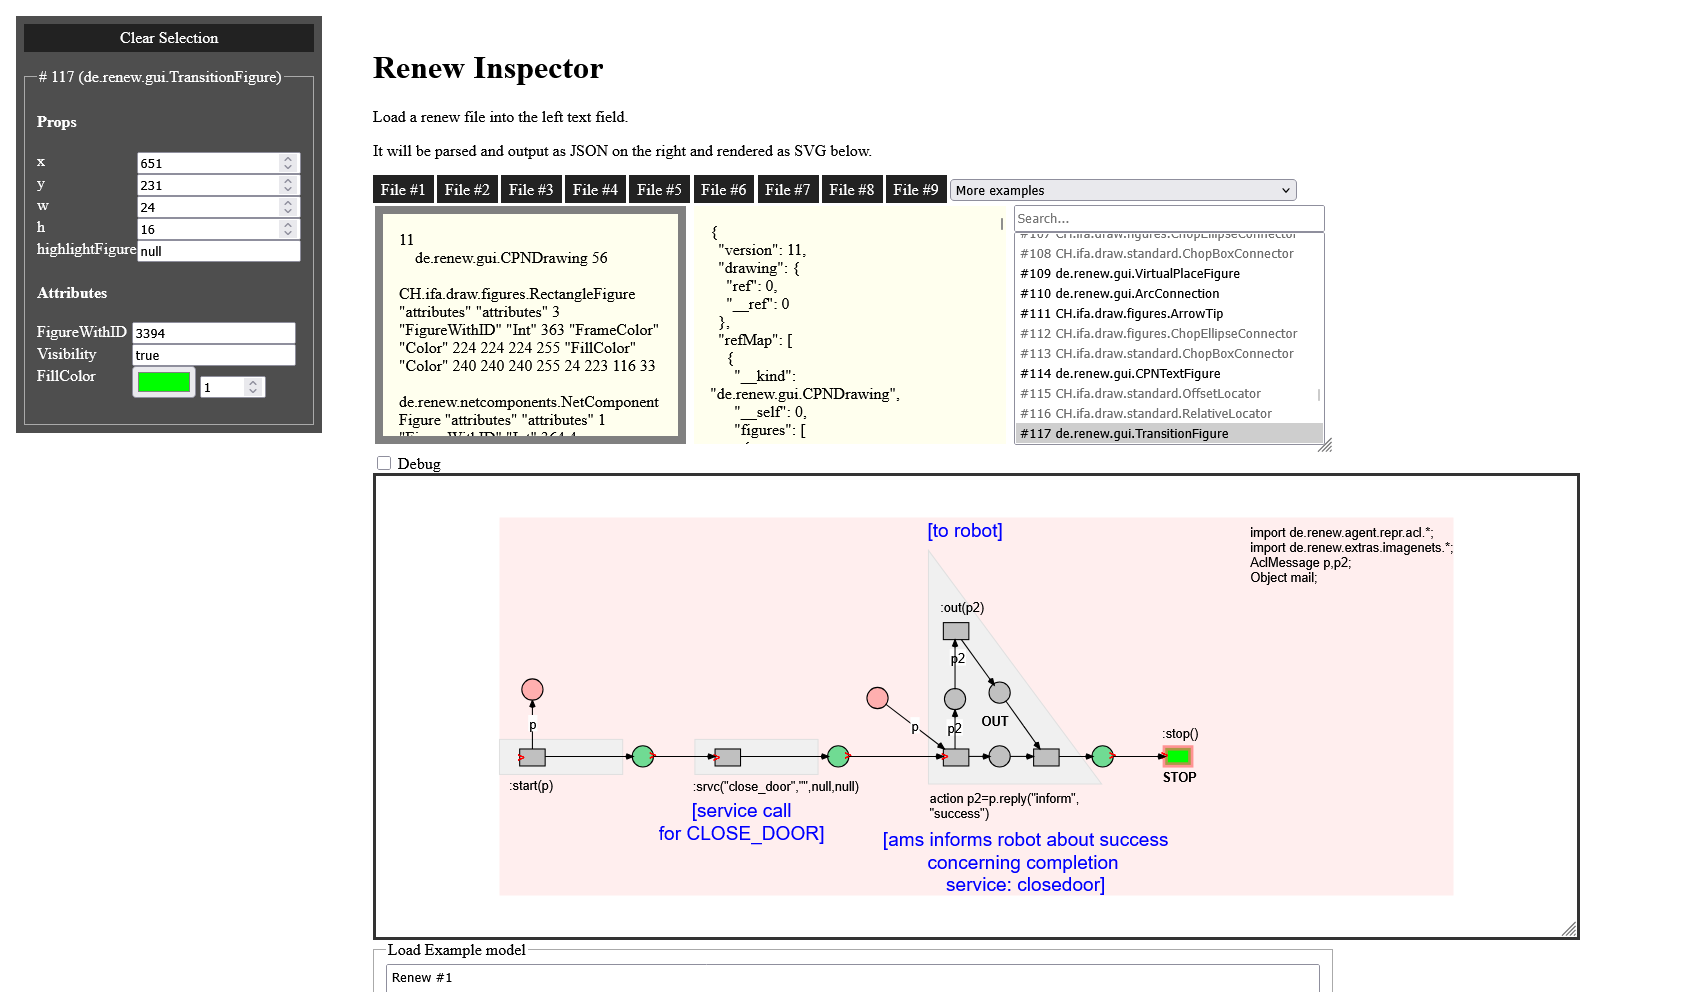 Clear Selection
# 117 (de.renew.gui.TransitionFigure)
Props
x 651
y 231
w 24
h 16
highlightFigure null
Attributes
FigureWithID 3394
Visibility true
FillColor 1
Renew Inspector
Load a renew file into the left text field.
It will be parsed and output as JSON on the right and rendered as SVG below.
File #1 File #2 File #3 File #4 File #5 File #6 File #7 File #8 File #9 More examples
11
de.renew.gui.CPNDrawing 56
CH.ifa.draw.figures.RectangleFigure
"attributes" "attributes" 3
"FigureWithID" "Int" 363 "FrameColor"
"Color" 224 224 224 255 "FillColor"
"Color" 240 240 240 255 24 223 116 33
de.renew.netcomponents.NetComponent
Figure "attributes" "attributes" 1
"FigureWithID" "Int" 364 4
{
"version": 11,
"drawing": {
"ref": 0,
"__ref": 0
},
"refMap": [
{
"__kind":
"de.renew.gui.CPNDrawing",
"__self": 0,
"figures": [
{
Search...
#107 CH.ifa.draw.figures.ChopEllipseConnector
#108 CH.ifa.draw.standard.ChopBoxConnector
#109 de.renew.gui.VirtualPlaceFigure
#110 de.renew.gui.ArcConnection
#111 CH.ifa.draw.figures.ArrowTip
#112 CH.ifa.draw.figures.ChopEllipseConnector
#113 CH.ifa.draw.standard.ChopBoxConnector
#114 de.renew.gui.CPNTextFigure
#115 CH.ifa.draw.standard.OffsetLocator
#116 CH.ifa.draw.standard.RelativeLocator
#117 de.renew.gui.TransitionFigure
Debug
[to robot]
import de.renew.agent.repr.acl.*;
import de.renew.extras.imagenets.*;
AclMessage p,p2;
Object mail;
:out(p2)
p2
p
p
p2
OUT
:stop()
STOP
:start(p)
:srvc("close_door","",null,null)
[service call
for CLOSE_DOOR]
action p2=p.reply("inform",
"success")
[ams informs robot about success
concerning completion
service: closedoor]
Load Example model
Renew #1